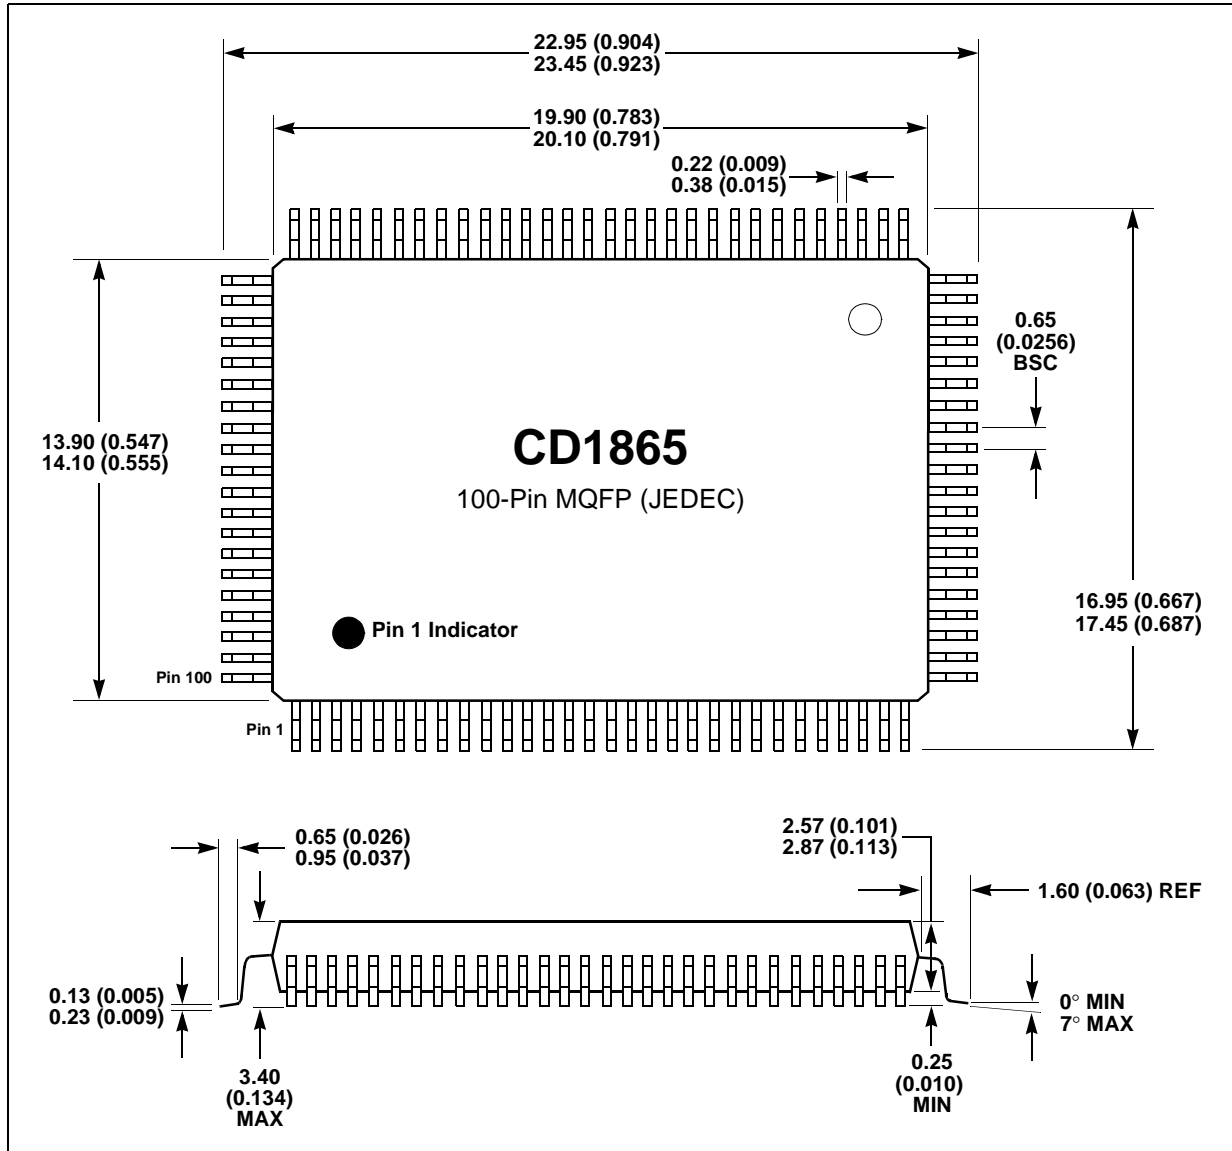 22.95 (0.904)
23.45 (0.923)
19.90 (0.783)
20.10 (0.791)
0.22 (0.009)
0.38 (0.015)
0.65
(0.0256)
BSC
13.90 (0.547)
14.10 (0.555)
CD1865
100-Pin MQFP (JEDEC)
16.95 (0.667)
17.45 (0.687)
Pin 1 Indicator
Pin 100
Pin 1
0.65 (0.026)
0.95 (0.037)
2.57 (0.101)
2.87 (0.113)
1.60 (0.063) REF
0.13 (0.005)
0.23 (0.009)
0° MIN
7° MAX
3.40
(0.134)
MAX
0.25
(0.010)
MIN